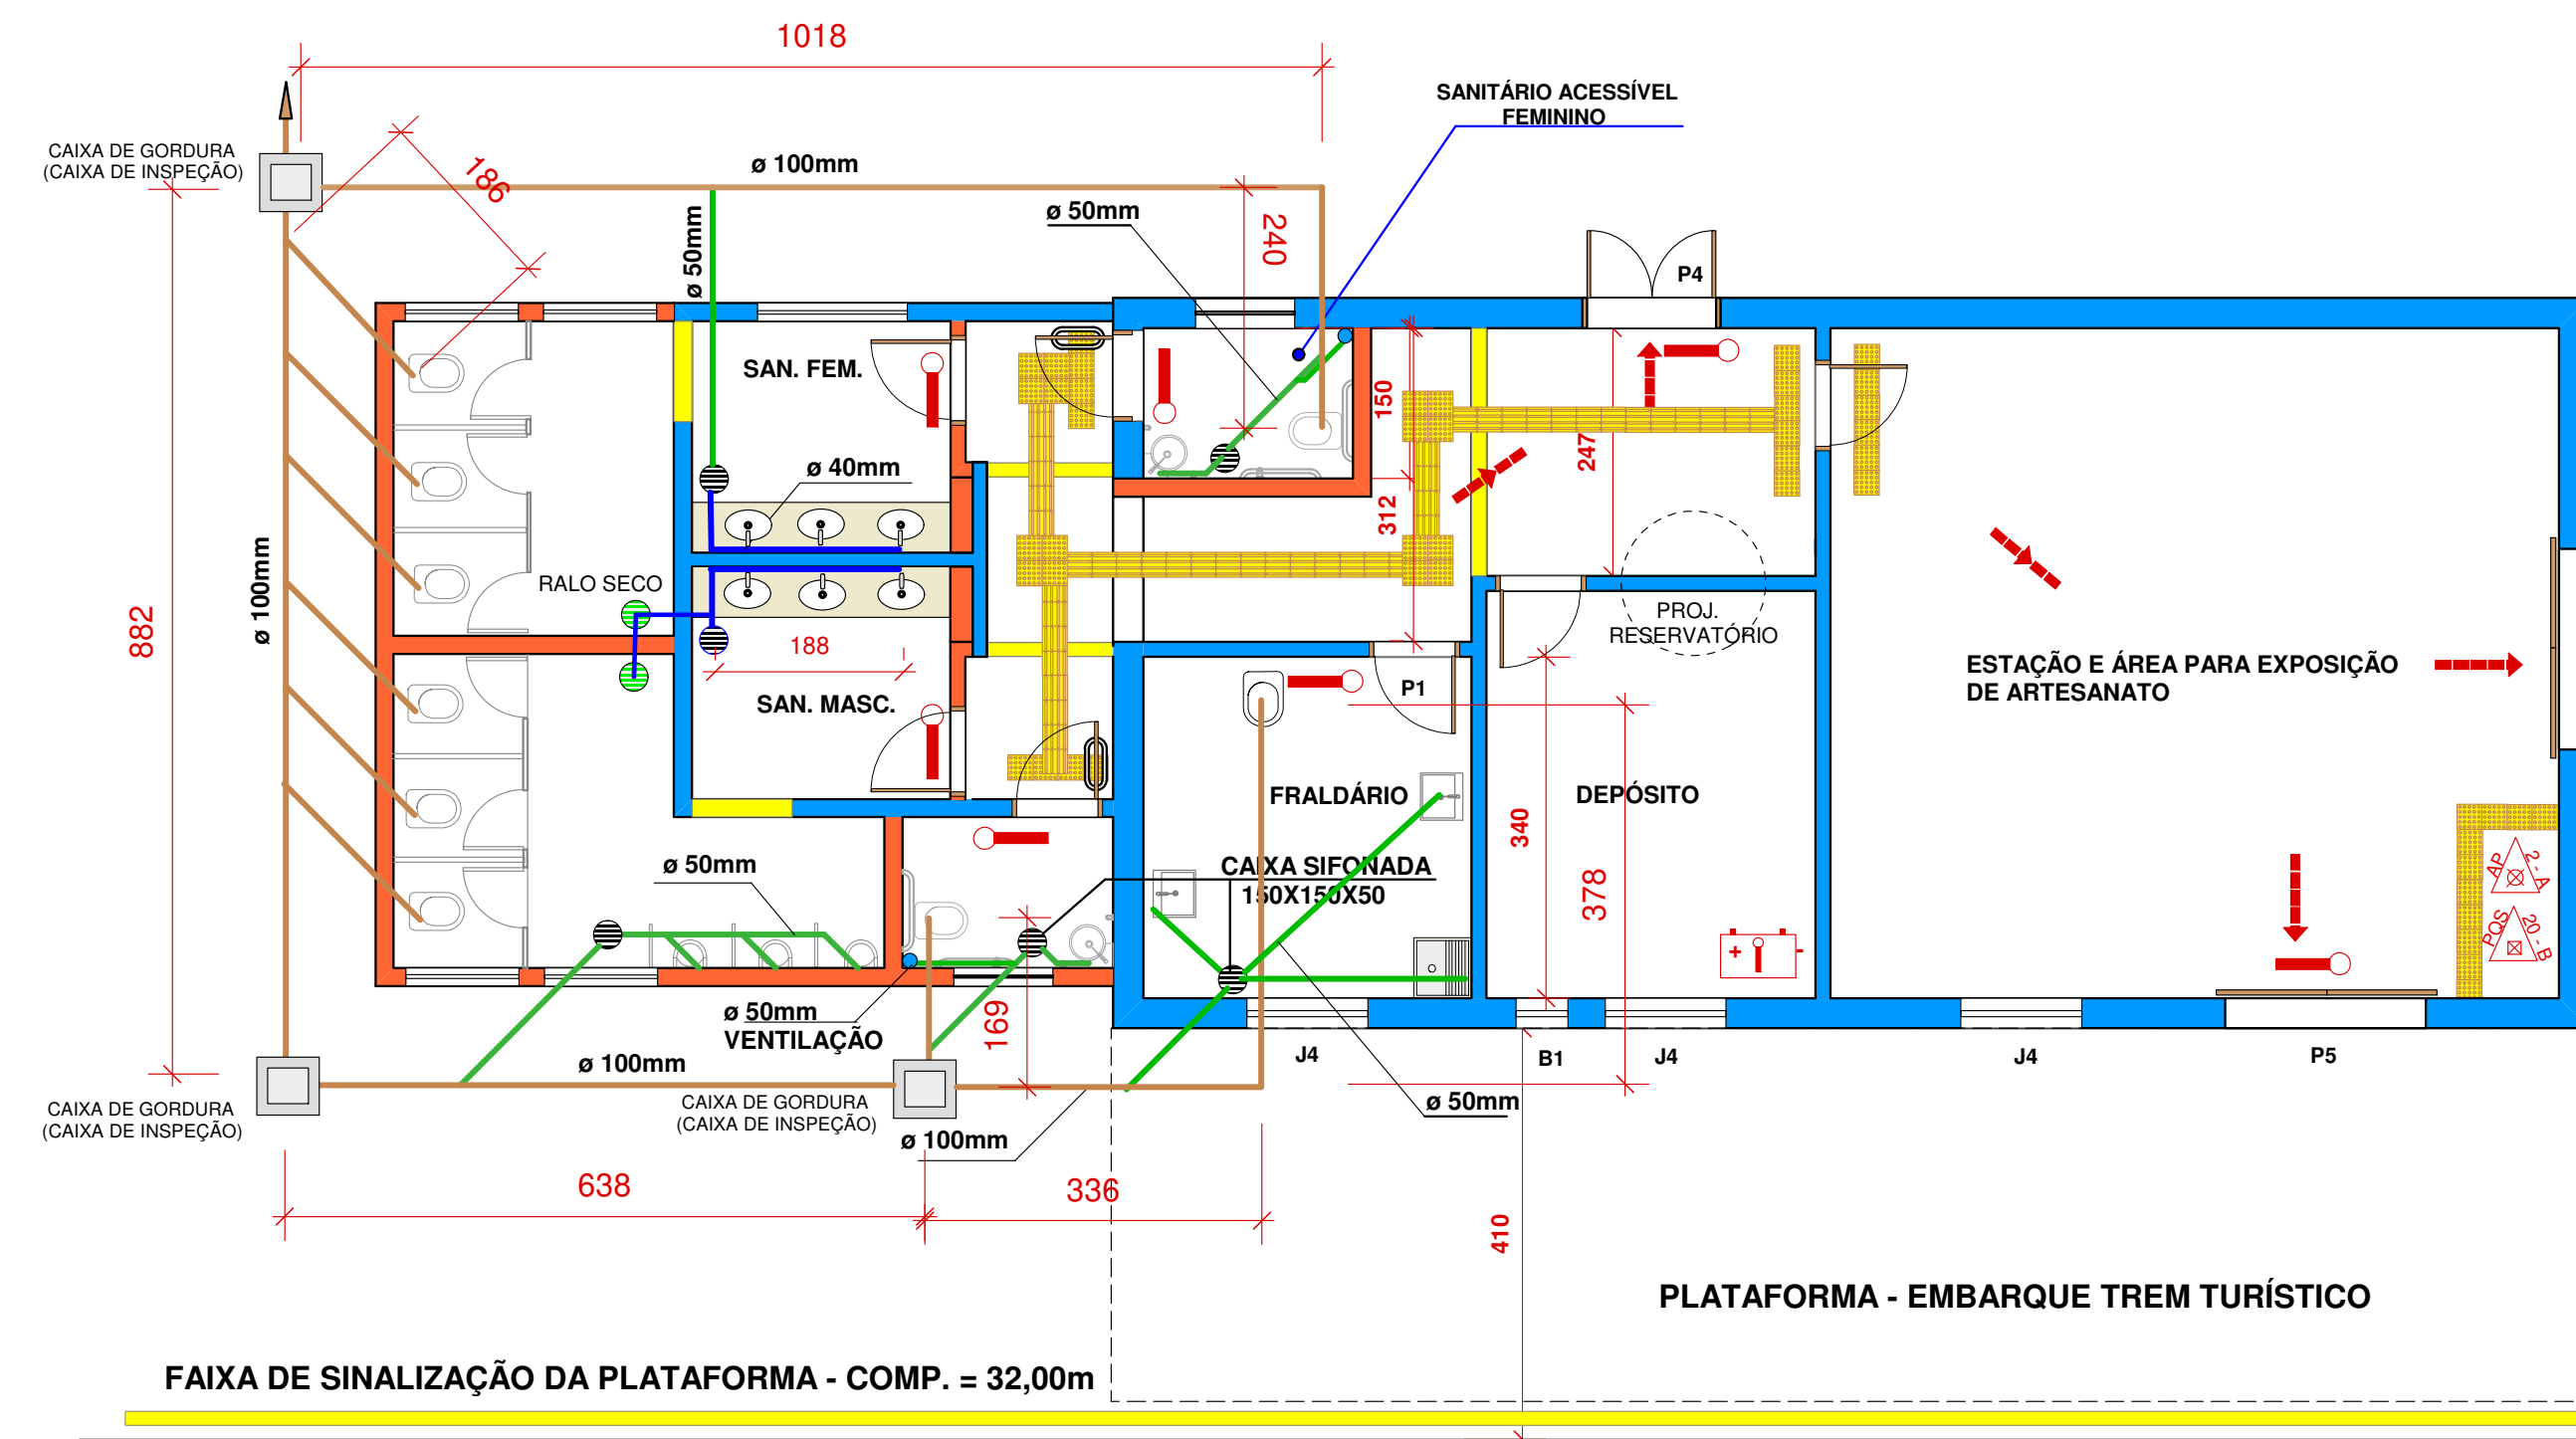 1018
SANITÁRIO ACESSÍVEL
FEMININO
CAIXA DE GORDURA
(CAIXA DE INSPEÇÃO)
ø 100mm
186
ø 50mm
ø 50mm
240
P4
SAN. FEM.
150
247
ø 40mm
312
RALO SECO
ø 100mm
882
PROJ.
RESERVATÓRIO
188
ESTAÇÃO E ÁREA PARA EXPOSIÇÃO
DE ARTESANATO
P1
SAN. MASC.
FRALDÁRIO
DEPÓSITO
340
378
ø 50mm
CAIXA SIFONADA
150X150X50
AP
2 - A
PQS
20 - B
+
-
ø 50mm
VENTILAÇÃO
169
ø 100mm
J4
B1
J4
J4
P5
CAIXA DE GORDURA
(CAIXA DE INSPEÇÃO)
CAIXA DE GORDURA
(CAIXA DE INSPEÇÃO)
ø 50mm
ø 100mm
638
336
410
PLATAFORMA - EMBARQUE TREM TURÍSTICO
FAIXA DE SINALIZAÇÃO DA PLATAFORMA - COMP. = 32,00m